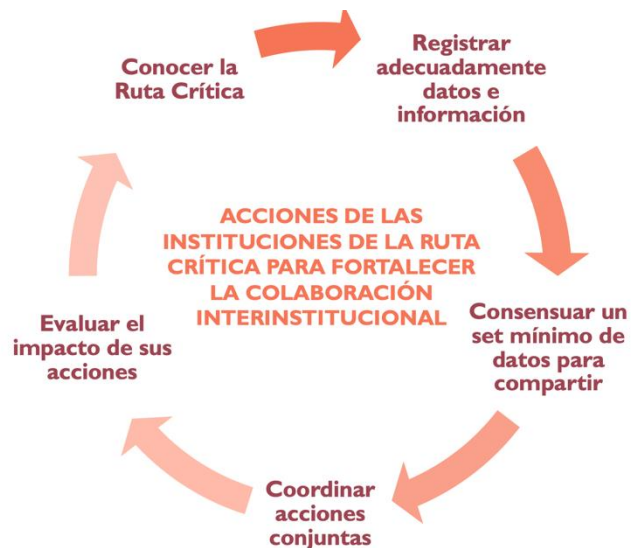 Conocer la
Ruta Crítica
Registrar
adecuadamente
datos e
información
ACCIONES DE LAS
INSTITUCIONES DE LA RUTA
CRÍTICA PARA FORTALECER
LA COLABORACIÓN
INTERINSTITUCIONAL
Consensuar un
set mínimo de
datos para
compartir
Coordinar
acciones
conjuntas
Evaluar el
impacto de sus
acciones